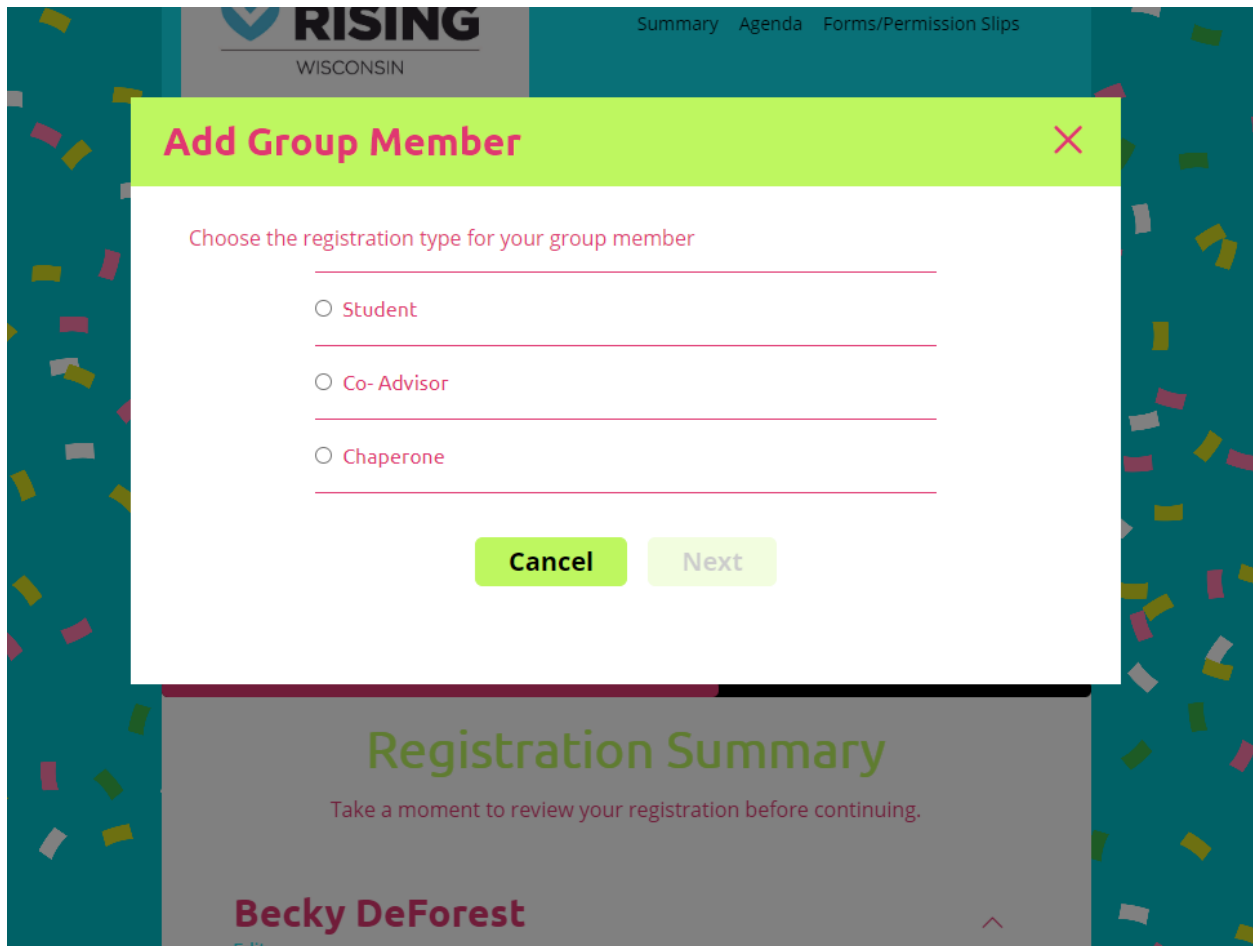 RISING
WISCONSIN
Summary Agenda Forms/Permission Slips
Add Group Member
Choose the registration type for your group member
Student
Co- Advisor
Chaperone
Cancel Next
Registration Summary
Take a moment to review your registration before continuing.
Becky DeForest
Edit